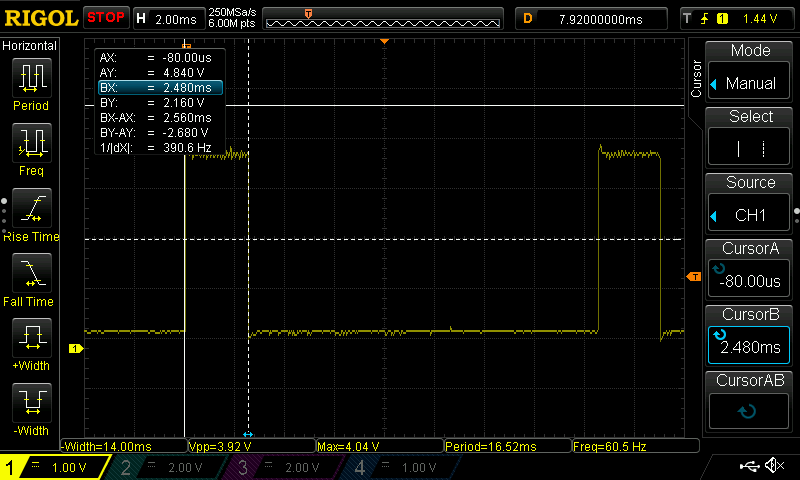 RIGOL STOP H 2.00ms 250MSa/s 6.00M pts T D 7.92000000ms T 1 1.44 V
Horizontal
Period
Freq
Rise Time
Fall Time
+Width
-Width
AX: = -80.00us
AY: = 4.840 V
BX: = 2.480ms
BY: = 2.160 V
BX-AX: = 2.560ms
BY-AY: = -2.680 V
1/|dX|: = 390.6 Hz
T
1
Cursor
Mode
Manual
Select
Source
CH1
CursorA
-80.00us
CursorB
2.480ms
CursorAB
-Width=14.00ms Vpp=3.92 V Max=4.04 V Period=16.52ms Freq=60.5 Hz
1 = 1.00 V 2 = 2.00 V 3 = 2.00 V 4 = 1.00 V